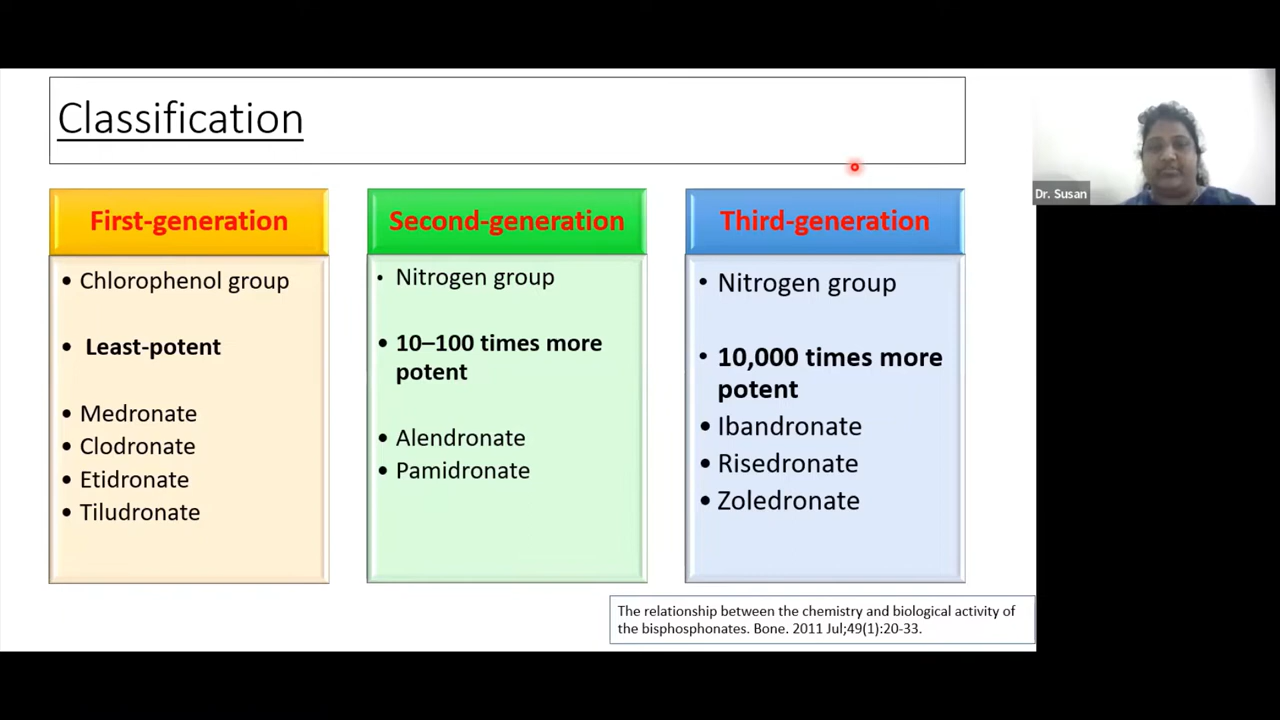 Classification
First-generation
• Chlorophenol group
• Least-potent
• Medronate
• Clodronate
• Etidronate
• Tiludronate
Second-generation
• Nitrogen group
• 10–100 times more
potent
• Alendronate
• Pamidronate
Third-generation
• Nitrogen group
• 10,000 times more
potent
• Ibandronate
• Risedronate
• Zoledronate
The relationship between the chemistry and biological activity of
the bisphosphonates. Bone. 2011 Jul;49(1):20-33.
Dr. Susan